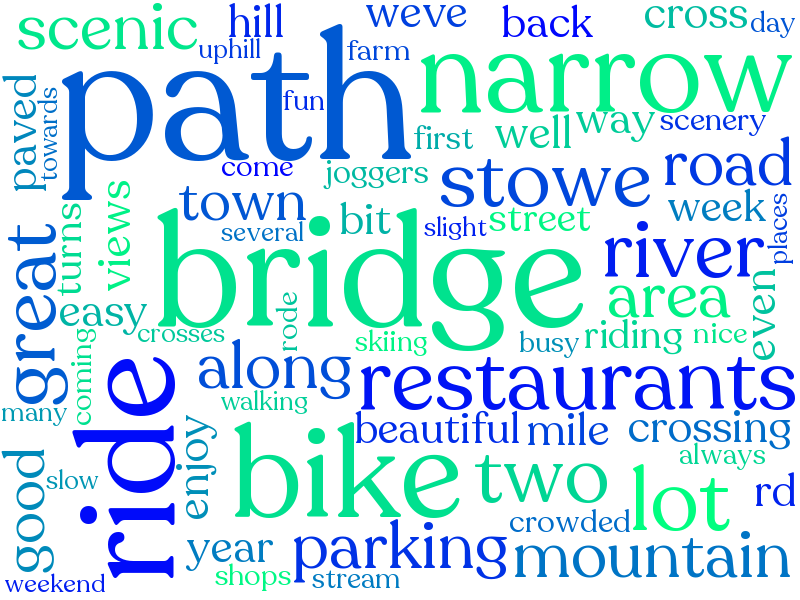 scenic
hill
weve
back
cross
day
uphill
farm
path
narrow
paved
towards
fun
first
well
way
scenery
come
joggers
stowe
road
town
several
bit
slight
street
week
places
turns
views
great
bridge
river
area
even
easy
crosses
rode
skiing
busy
riding
nice
coming
along
restaurants
many
ride
walking
beautiful
mile
crossing
enjoy
bike
two
always
good
slow
lot
rd
crowded
year
parking
mountain
weekend
shops
stream